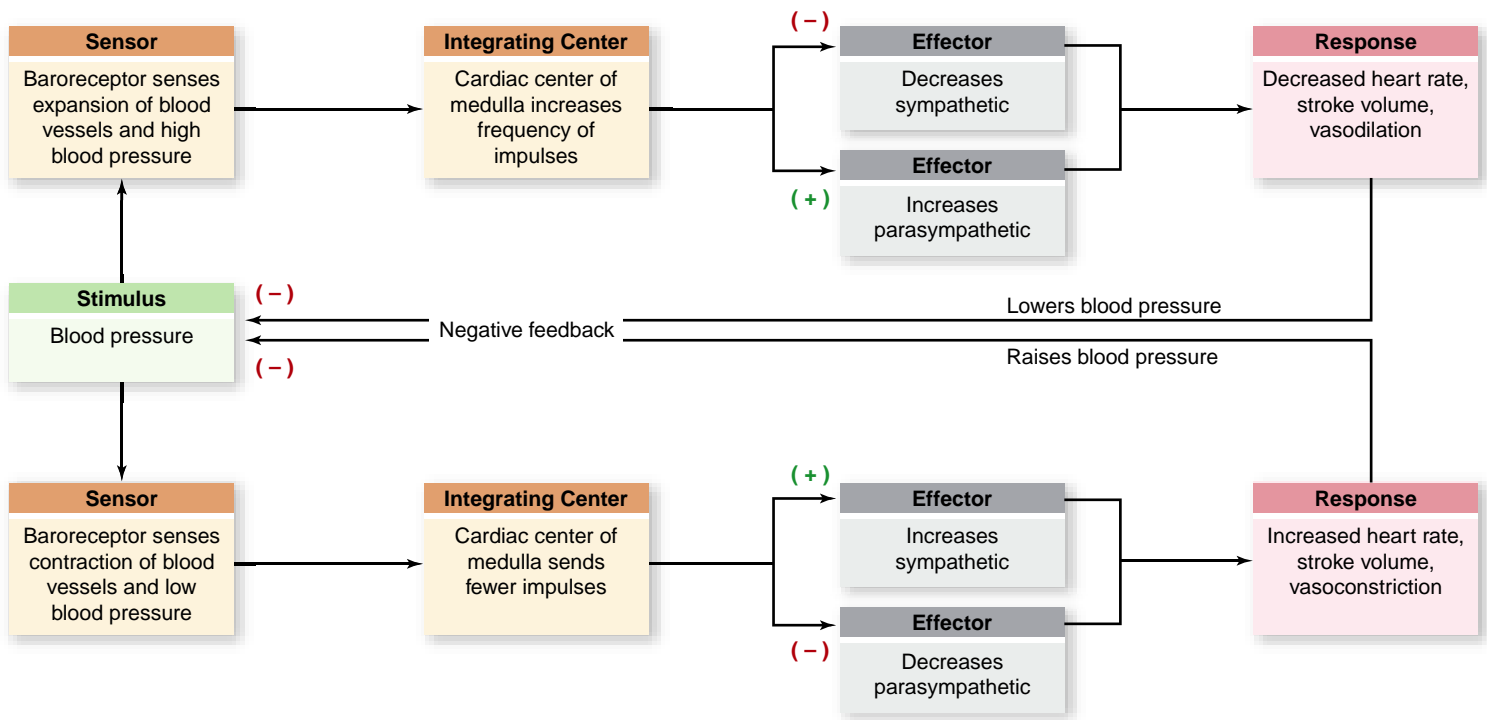 (−)
Sensor
Baroreceptor senses
expansion of blood
vessels and high
blood pressure
Integrating Center
Cardiac center of
medulla increases
frequency of
impulses
Effector
Decreases
sympathetic
Effector
(+)
Increases
parasympathetic
Response
Decreased heart rate,
stroke volume,
vasodilation
Stimulus
Blood pressure
(−)
Lowers blood pressure
Negative feedback
(−)
Raises blood pressure
Sensor
Baroreceptor senses
contraction of blood
vessels and low
blood pressure
Integrating Center
Cardiac center of
medulla sends
fewer impulses
(+)
Effector
Increases
sympathetic
Effector
(−)
Decreases
parasympathetic
Response
Increased heart rate,
stroke volume,
vasoconstriction